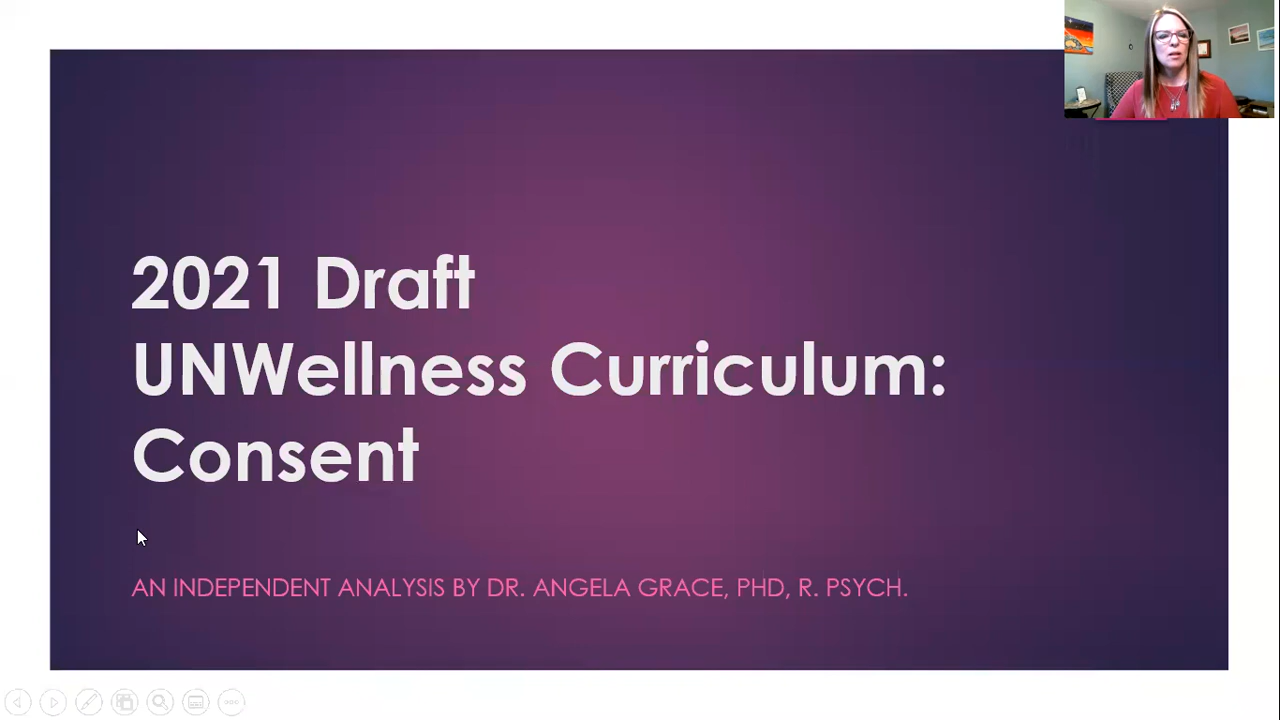 2021 Draft
UNWellness Curriculum:
Consent
AN INDEPENDENT ANALYSIS BY DR. ANGELA GRACE, PHD, R. PSYCH.